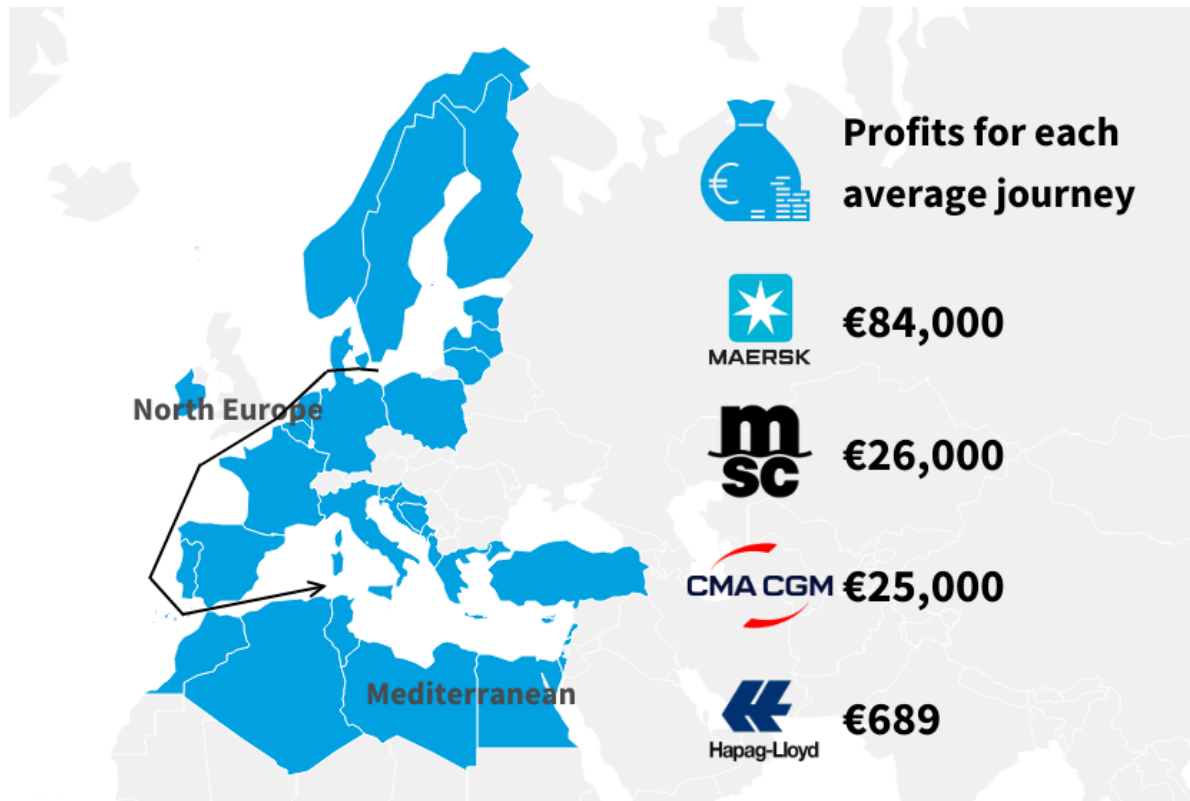 Profits for each
average journey
MAERSK
€84,000
North Europe
m
sc
€26,000
CMA CGM
€25,000
Mediterranean
€689
Hapag-Lloyd